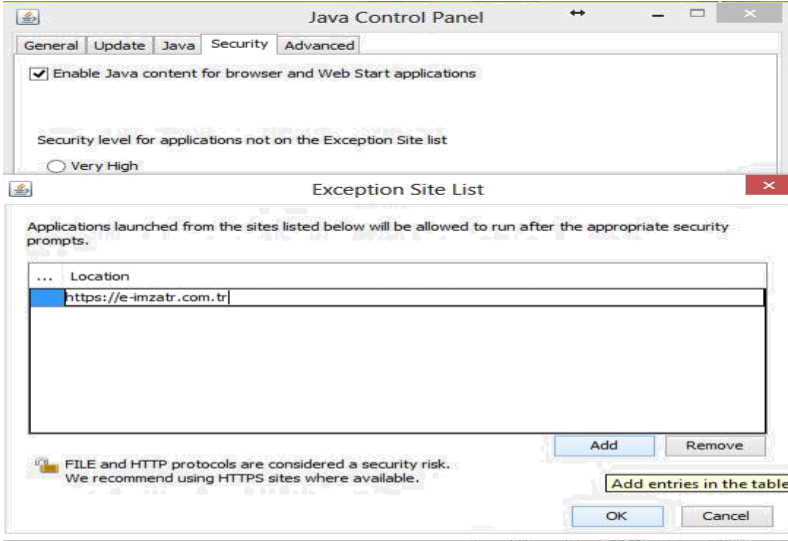 Java Control Panel
General Update Java Security Advanced
Enable Java content for browser and Web Start applications
Security level for applications not on the Exception Site list
Very High
Exception Site List
Applications launched from the sites listed below will be allowed to run after the appropriate security
prompts.
... Location
https://e-imzatr.com.tr
Add Remove
FILE and HTTP protocols are considered a security risk.
We recommend using HTTPS sites where available.
Add entries in the table
OK Cancel